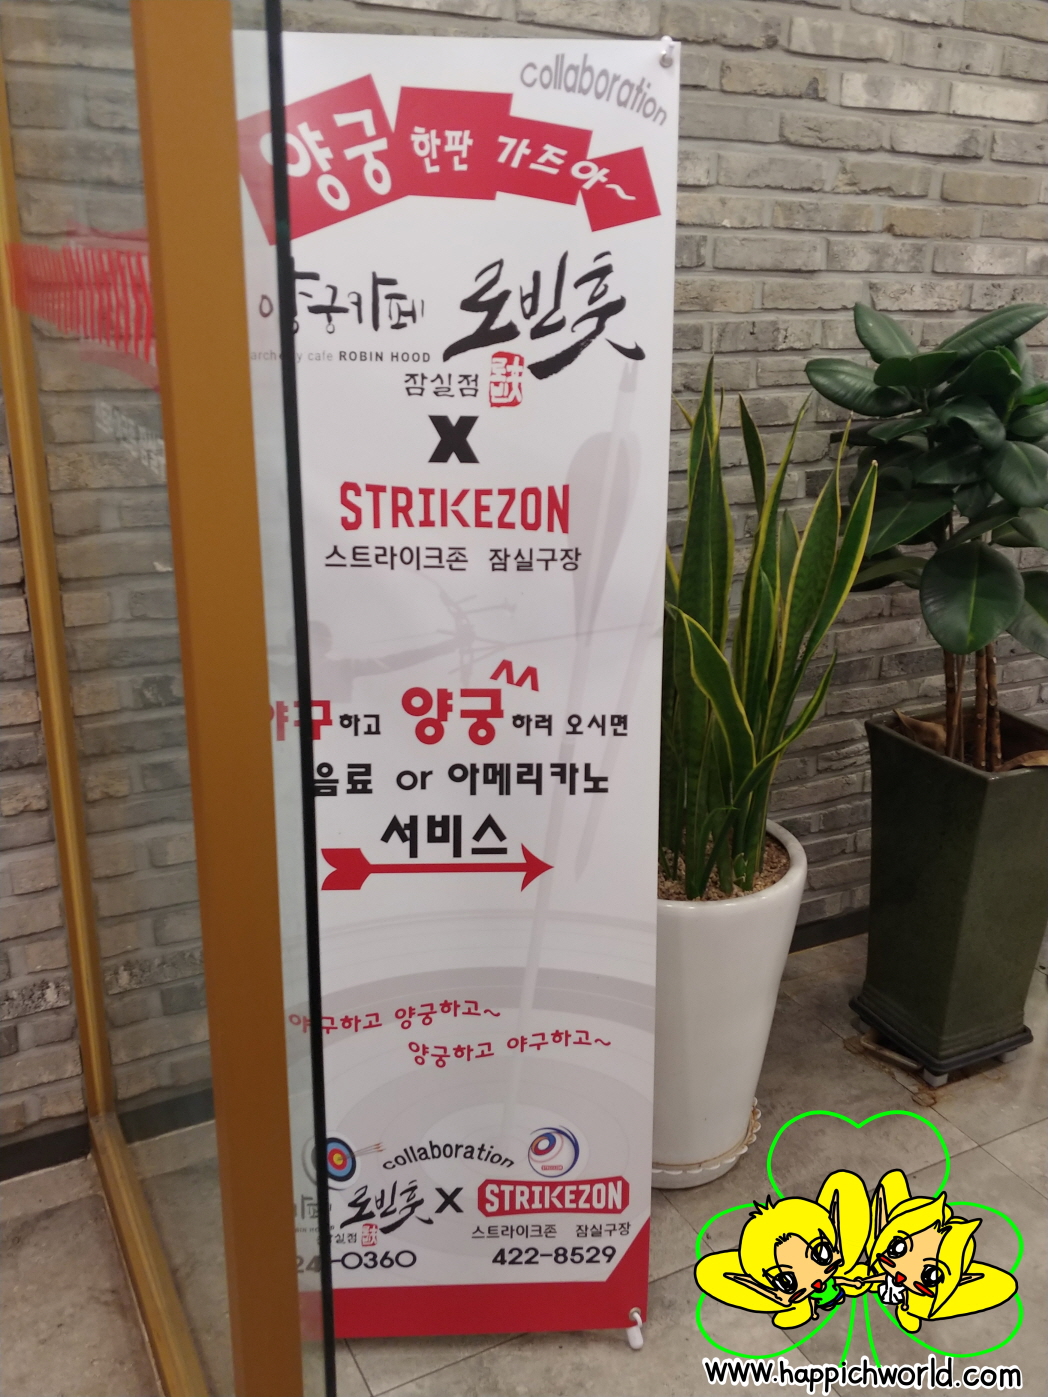 collaboration
양궁 한판 가즈아~
양궁카페 로빈훗
archery cafe ROBIN HOOD
잠실점
X
STRIKEZON
스트라이크존 잠실구장
야구하고 양궁하러 오시면
음료 or 아메리카노
서비스
야구하고 양궁하고~
양궁하고 야구하고~
collaboration
로빈훗 X STRIKEZON
잠실점 스트라이크존 잠실구장
-0360 422-8529
www.happichworld.com